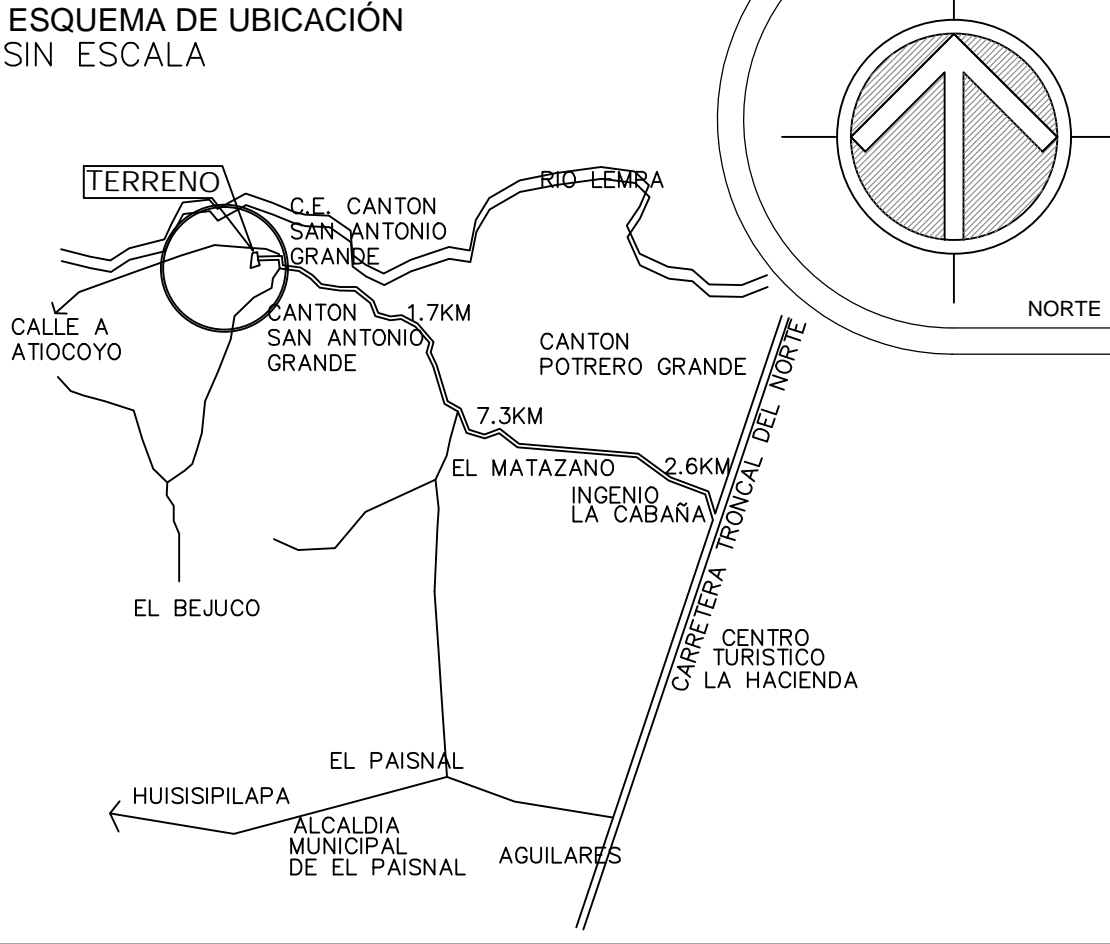 ESQUEMA DE UBICACIÓN
SIN ESCALA
TERRENO
RIO LEMPA
C.E. CANTON
SAN ANTONIO
GRANDE
NORTE
CALLE A
ATIOCOYO
CANTON
SAN ANTONIO
GRANDE
1.7KM
CANTON
POTRERO GRANDE
7.3KM
EL MATAZANO
2.6KM
INGENIO
LA CABAÑA
CARRETERA TRONCAL DEL NORTE
EL BEJUCO
CENTRO
TURISTICO
LA HACIENDA
EL PAISNAL
HUISISIPILAPA
ALCALDIA
MUNICIPAL
DE EL PAISNAL
AGUILARES